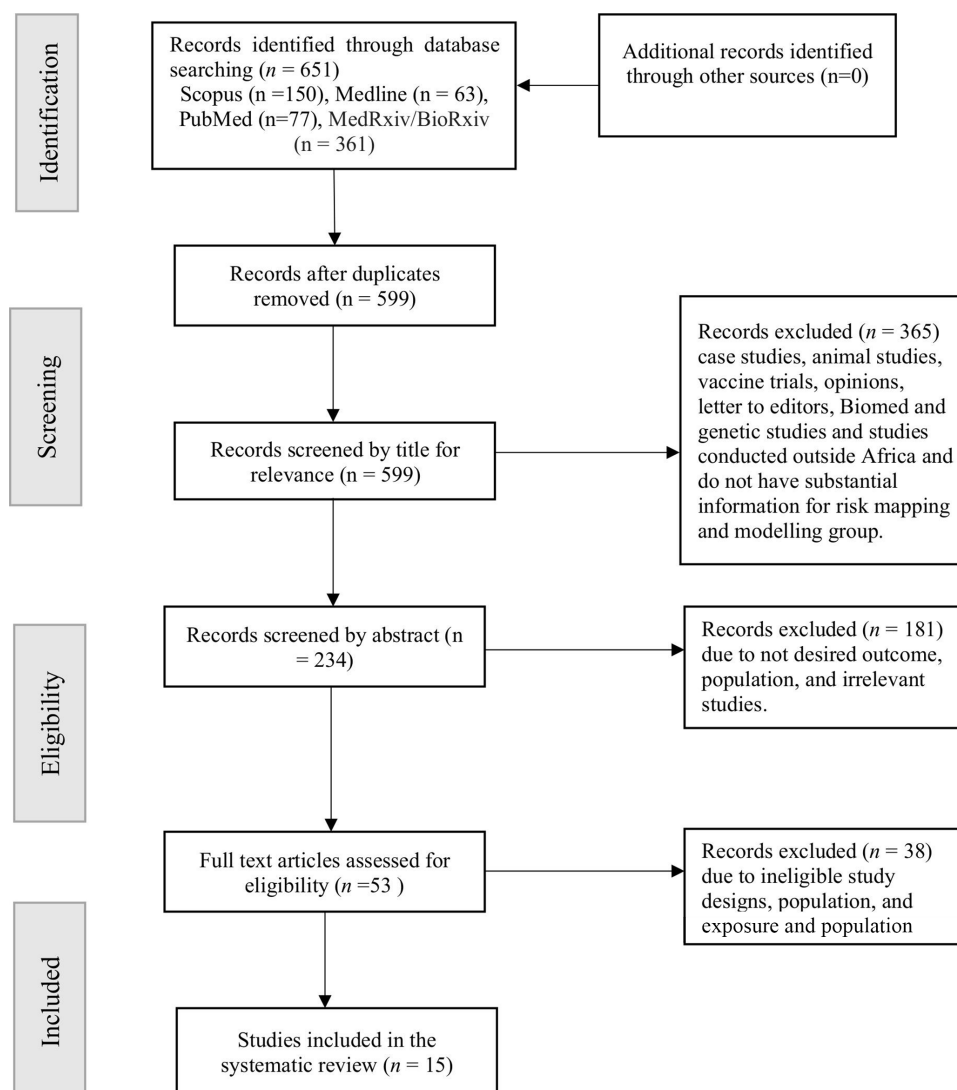 Identification
Records identified through database
searching (n = 651)
Scopus (n =150), Medline (n = 63),
PubMed (n=77), MedRxiv/BioRxiv
(n = 361)
Additional records identified
through other sources (n=0)
Records after duplicates
removed (n = 599)
Screening
Records screened by title for
relevance (n = 599)
Records excluded (n = 365)
case studies, animal studies,
vaccine trials, opinions,
letter to editors, Biomed and
genetic studies and studies
conducted outside Africa and
do not have substantial
information for risk mapping
and modelling group.
Eligibility
Records screened by abstract (n
= 234)
Records excluded (n = 181)
due to not desired outcome,
population, and irrelevant
studies.
Full text articles assessed for
eligibility (n =53 )
Records excluded (n = 38)
due to ineligible study
designs, population, and
exposure and population
Included
Studies included in the
systematic review (n = 15)